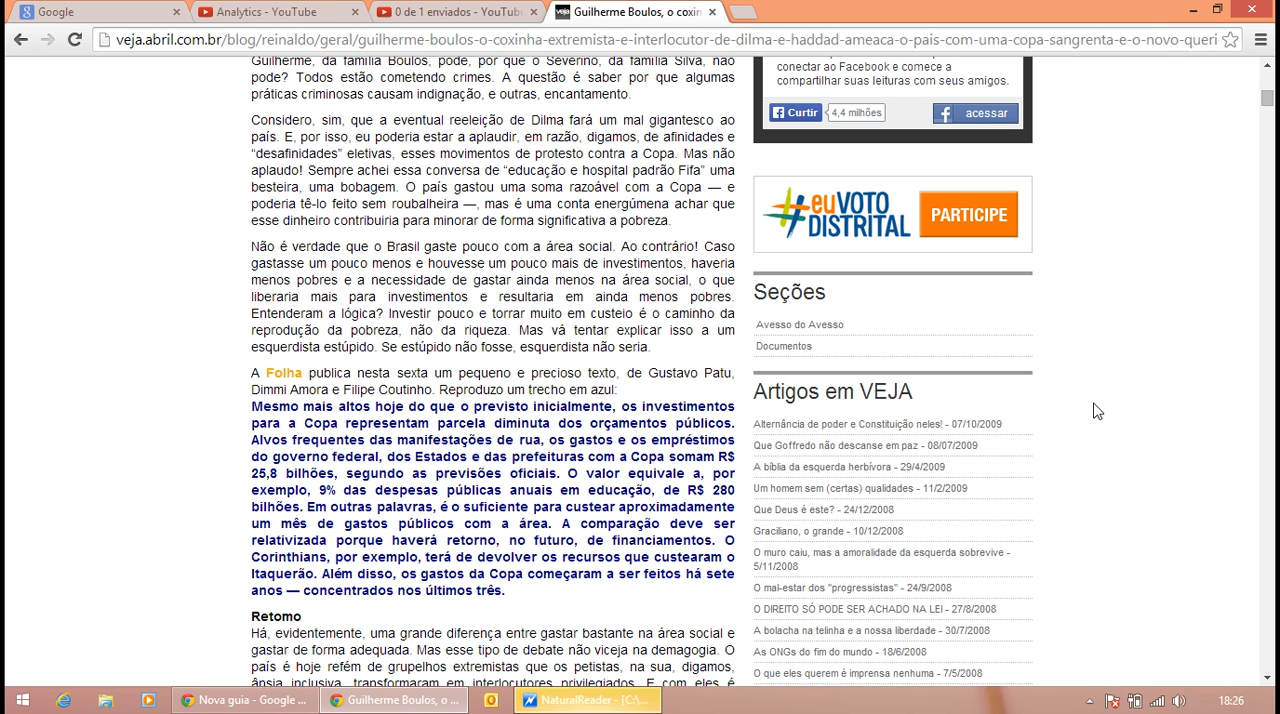 Google
Analytics - YouTube
0 de 1 enviados - YouTub
Guilherme Boulos, o coxin
veja.abril.com.br/blog/reinaldo/geral/guilherme-boulos-o-coxinha-extremista-e-interlocutor-de-dilma-e-haddad-ameaca-o-pais-com-uma-copa-sangrenta-e-o-novo-queri
Guilherme, da família Boulos, pode, por que o Severino, da família Silva, não
pode? Todos estão cometendo crimes. A questão é saber por que algumas
práticas criminosas causam indignação, e outras, encantamento.
Considero, sim, que a eventual reeleição de Dilma fará um mal gigantesco ao
país. E, por isso, eu poderia estar a aplaudir, em razão, digamos, de afinidades e
“desafinidades” eletivas, esses movimentos de protesto contra a Copa. Mas não
aplaudo! Sempre achei essa conversa de “educação e hospital padrão Fifa” uma
besteira, uma bobagem. O país gastou uma soma razoável com a Copa — e
poderia tê-lo feito sem roubalheira —, mas é uma conta energúmena achar que
esse dinheiro contribuiria para minorar de forma significativa a pobreza.
Não é verdade que o Brasil gaste pouco com a área social. Ao contrário! Caso
gastasse um pouco menos e houvesse um pouco mais de investimentos, haveria
menos pobres e a necessidade de gastar ainda menos na área social, o que
liberaria mais para investimentos e resultaria em ainda menos pobres.
Entenderam a lógica? Investir pouco e torrar muito em custeio é o caminho da
reprodução da pobreza, não da riqueza. Mas vá tentar explicar isso a um
esquerdista estúpido. Se estúpido não fosse, esquerdista não seria.
A Folha publica nesta sexta um pequeno e precioso texto, de Gustavo Patu,
Dimmi Amora e Filipe Coutinho. Reproduzo um trecho em azul:
Mesmo mais altos hoje do que o previsto inicialmente, os investimentos
para a Copa representam parcela diminuta dos orçamentos públicos.
Alvos frequentes das manifestações de rua, os gastos e os empréstimos
do governo federal, dos Estados e das prefeituras com a Copa somam R$
25,8 bilhões, segundo as previsões oficiais. O valor equivale a, por
exemplo, 9% das despesas públicas anuais em educação, de R$ 280
bilhões. Em outras palavras, é o suficiente para custear aproximadamente
um mês de gastos públicos com a área. A comparação deve ser
relativizada porque haverá retorno, no futuro, de financiamentos. O
Corinthians, por exemplo, terá de devolver os recursos que custearam o
Itaquerão. Além disso, os gastos da Copa começaram a ser feitos há sete
anos — concentrados nos últimos três.
Retomo
Há, evidentemente, uma grande diferença entre gastar bastante na área social e
gastar de forma adequada. Mas esse tipo de debate não viceja na demagogia. O
país é hoje refém de grupelhos extremistas que os petistas, na sua, digamos,
ânsia inclusiva, transformaram em interlocutores privilegiados. E com eles é
conectar ao Facebook e comece a
compartilhar suas leituras com seus amigos.
Curtir
4,4 milhões
acessar
#euVOTO
DISTRITAL
PARTICIPE
Seções
Avesso do Avesso
Documentos
Artigos em VEJA
Alternância de poder e Constituição neles! - 07/10/2009
Que Goffredo não descanse em paz - 08/07/2009
A bíblia da esquerda herbívora - 29/4/2009
Um homem sem (certas) qualidades - 11/2/2009
Que Deus é este? - 24/12/2008
Graciliano, o grande - 10/12/2008
O muro caiu, mas a amoralidade da esquerda sobrevive -
5/11/2008
O mal-estar dos "progressistas" - 24/9/2008
O DIREITO SÓ PODE SER ACHADO NA LEI - 27/8/2008
A bolacha na telinha e a nossa liberdade - 30/7/2008
As ONGs do fim do mundo - 18/6/2008
O que eles querem é imprensa nenhuma - 7/5/2008
Nova guia - Google ...
Guilherme Boulos, o ...
NaturalReader - [C:\...
18:26